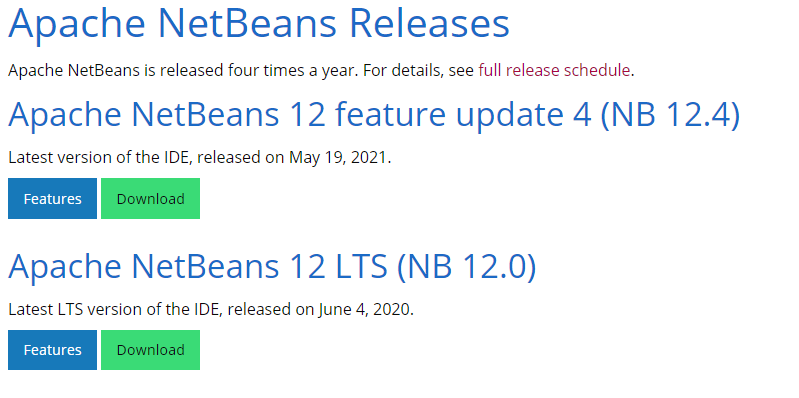 Apache NetBeans Releases
Apache NetBeans is released four times a year. For details, see full release schedule.
Apache NetBeans 12 feature update 4 (NB 12.4)
Latest version of the IDE, released on May 19, 2021.
Features Download
Apache NetBeans 12 LTS (NB 12.0)
Latest LTS version of the IDE, released on June 4, 2020.
Features Download